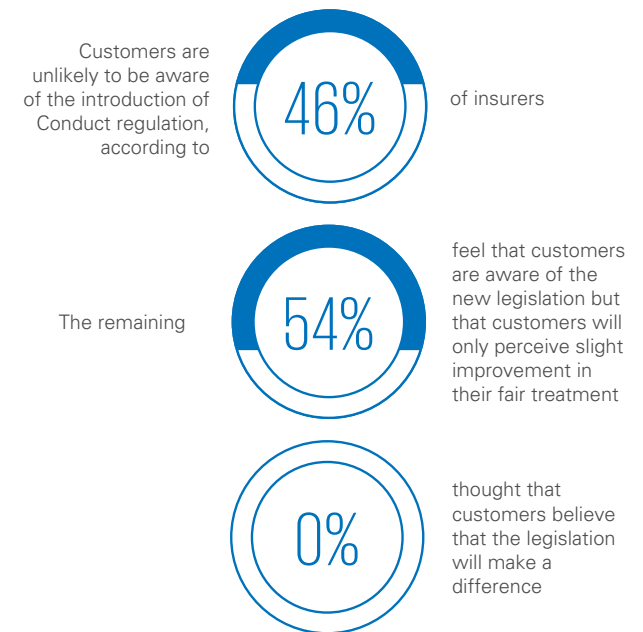 Customers are
unlikely to be aware
of the introduction of
Conduct regulation,
according to
46%
of insurers
The remaining
54%
feel that customers
are aware of the
new legislation but
that customers will
only perceive slight
improvement in
their fair treatment
0%
thought that
customers believe
that the legislation
will make a
difference